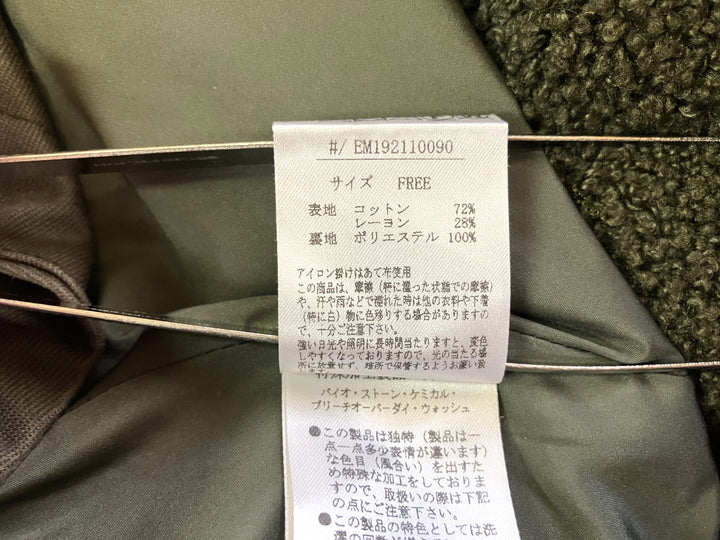 #/ EM192110090
サイズ FREE
表地 コットン 72%
レーヨン 28%
裏地 ポリエステル 100%
アイロン掛けはあて布使用
この商品は、摩擦(特に湿った状態での摩擦)
や、汗や雨などで濡れた時は他の衣料や下着
(特に白)物に色移りする場合がありますの
で、十分ご注意下さい。
強い日光や照明に長時間当たりますと、変色
しやすくなっておりますので、光の当たる場
所に放置せず、
保管するようお願い致
バイオ・ストーン・ケミカル・
ブリーチオーバーダイ・ウォッシュ
●この製品は独特(製品は一
点一点多少表情が違います)
な色目(風合い)を出すた
め特殊な加工をしておりま
すので、取扱いの際は下記
の点にご注意下さい。
●この製品の特色としては洗